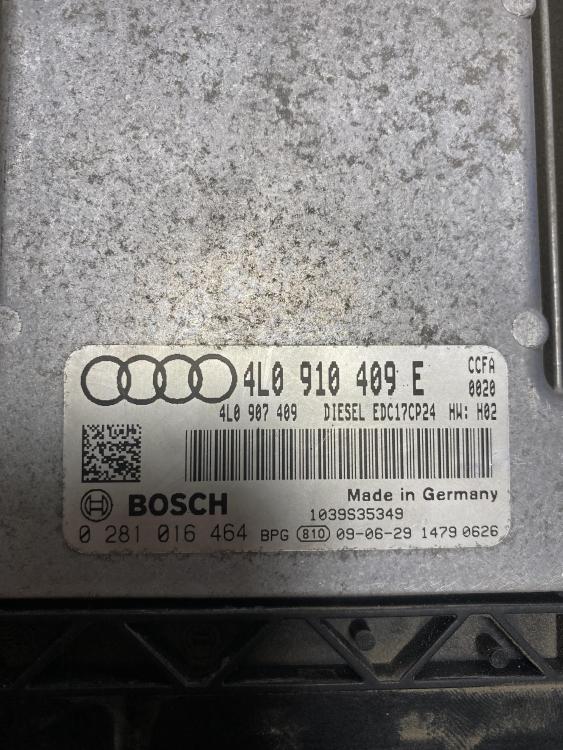 4L0 910 409 E
CCFA
0020
4L0 907 409 DIESEL EDC17CP24 HW: H02
BOSCH
Made in Germany
1039S35349
0 281 016 464 BPG 810 09-06-29 1479 0626